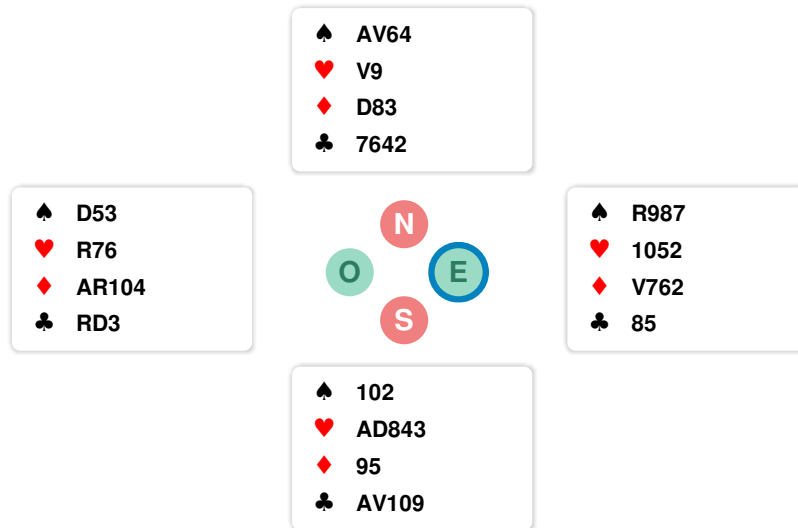 ♠ AV64
♥ V9
♦ D83
♣ 7642
♠ D53
♥ R76
♦ AR104
♣ RD3
N
O E
S
♠ R987
♥ 1052
♦ V762
♣ 85
♠ 102
♥ AD843
♦ 95
♣ AV109